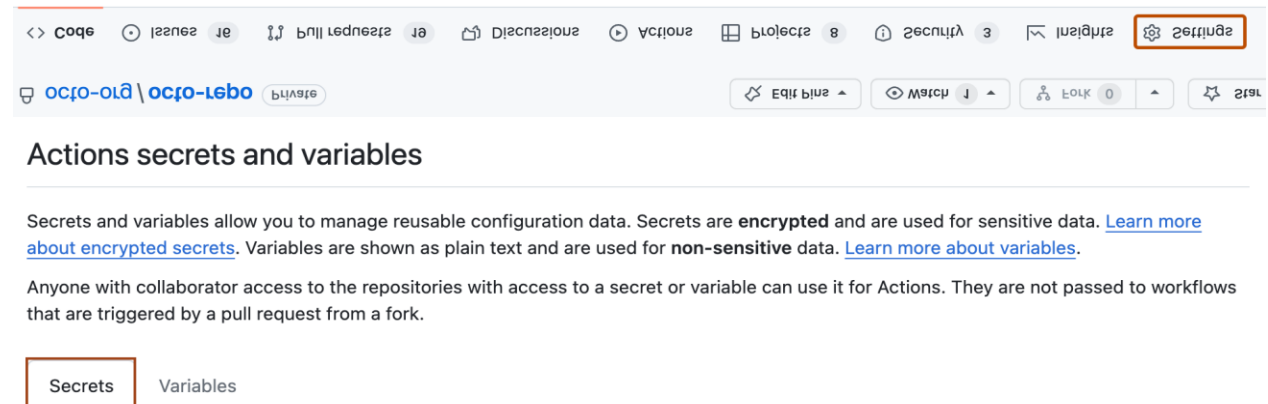 Code Issues 16 Pull requests 19 Discussions Actions Projects 8 Security 3 Insights Settings
octo-org/octo-repo Private Edit Pins Watch 1 Fork 0 Star
Actions secrets and variables
Secrets and variables allow you to manage reusable configuration data. Secrets are encrypted and are used for sensitive data. Learn more
about encrypted secrets. Variables are shown as plain text and are used for non-sensitive data. Learn more about variables.
Anyone with collaborator access to the repositories with access to a secret or variable can use it for Actions. They are not passed to workflows
that are triggered by a pull request from a fork.
Secrets Variables